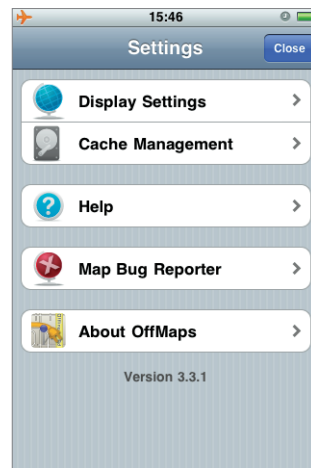 15:46
Settings
Close
Display Settings
Cache Management
Help
Map Bug Reporter
About OffMaps
Version 3.3.1